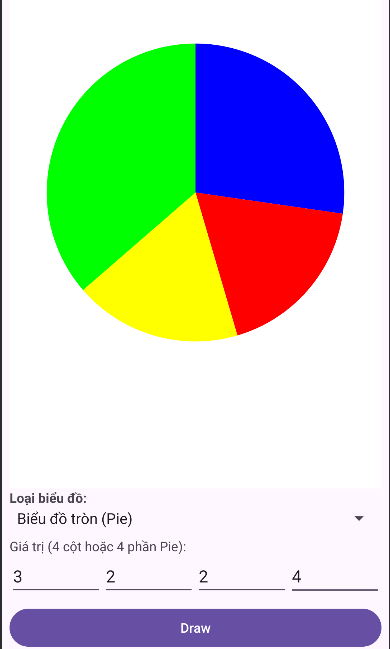 Loại biểu đồ:
Biểu đồ tròn (Pie)
Giá trị (4 cột hoặc 4 phần Pie):
3 2 2 4
Draw